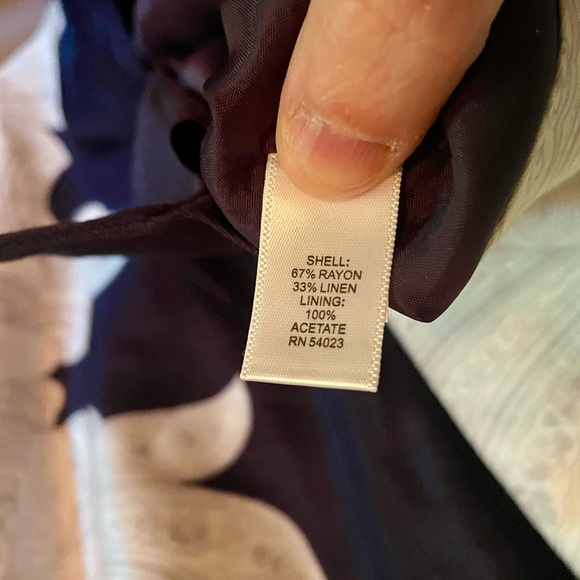 SHELL:
67% RAYON
33% LINEN
LINING:
100%
ACETATE
RN 54023